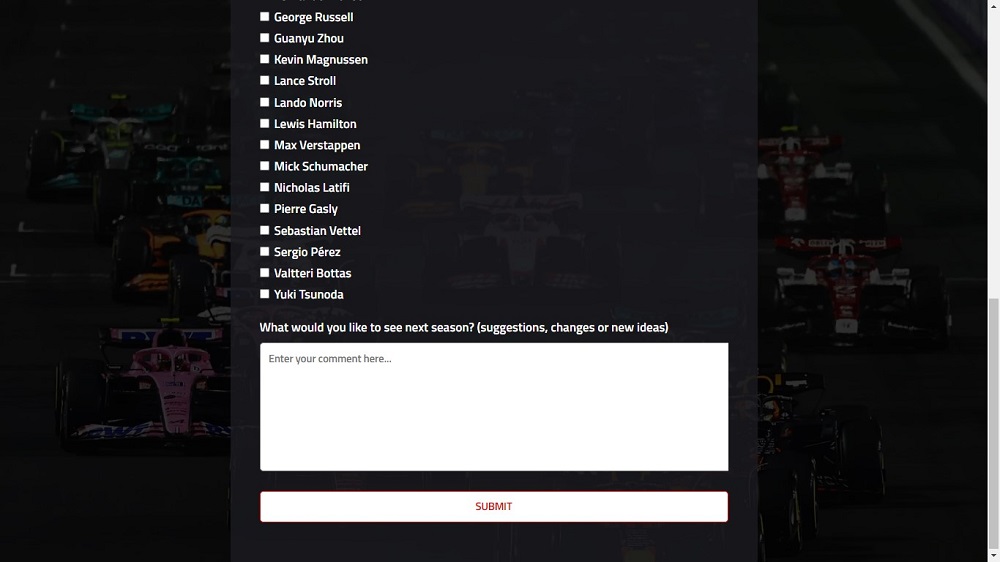 George Russell
Guanyu Zhou
Kevin Magnussen
Lance Stroll
Lando Norris
Lewis Hamilton
Max Verstappen
Mick Schumacher
Nicholas Latifi
Pierre Gasly
Sebastian Vettel
Sergio Pérez
Valtteri Bottas
Yuki Tsunoda
What would you like to see next season? (suggestions, changes or new ideas)
Enter your comment here...
SUBMIT